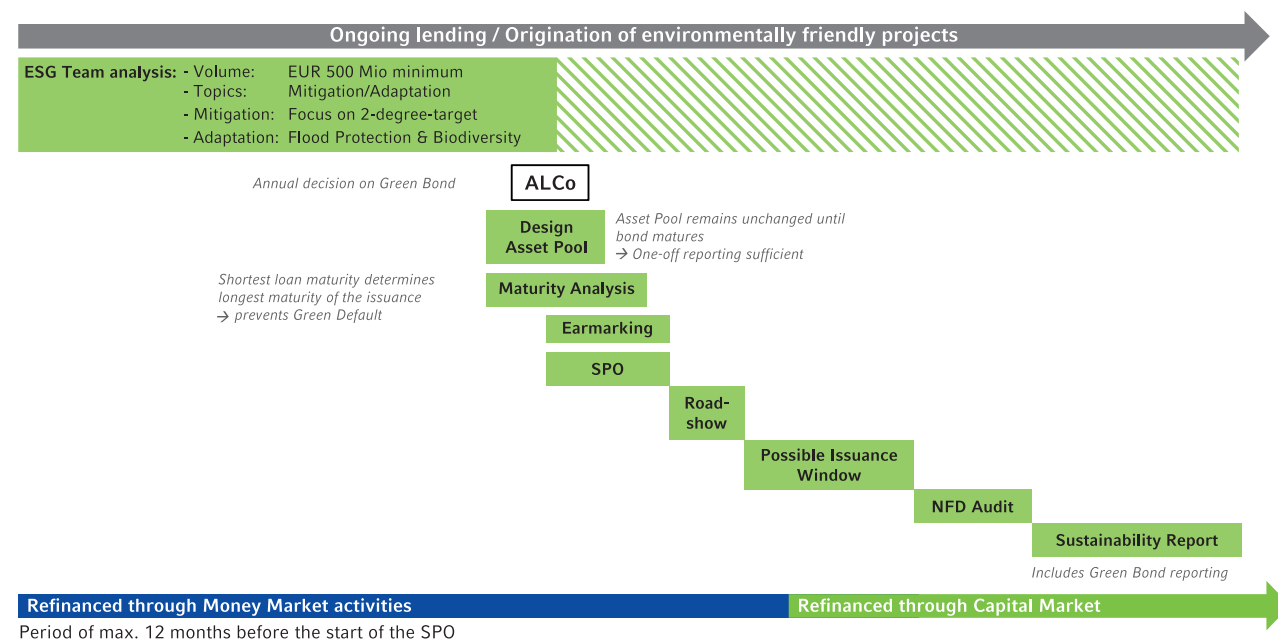 Ongoing lending / Origination of environmentally friendly projects
ESG Team analysis: - Volume: EUR 500 Mio minimum
- Topics: Mitigation/Adaptation
- Mitigation: Focus on 2-degree-target
- Adaptation: Flood Protection & Biodiversity
Annual decision on Green Bond
ALCo
Design
Asset Pool
Asset Pool remains unchanged until
bond matures
→ One-off reporting sufficient
Shortest loan maturity determines
longest maturity of the issuance
→ prevents Green Default
Maturity Analysis
Earmarking
SPO
Road-
show
Possible Issuance
Window
NFD Audit
Sustainability Report
Includes Green Bond reporting
Refinanced through Money Market activities
Refinanced through Capital Market
Period of max. 12 months before the start of the SPO